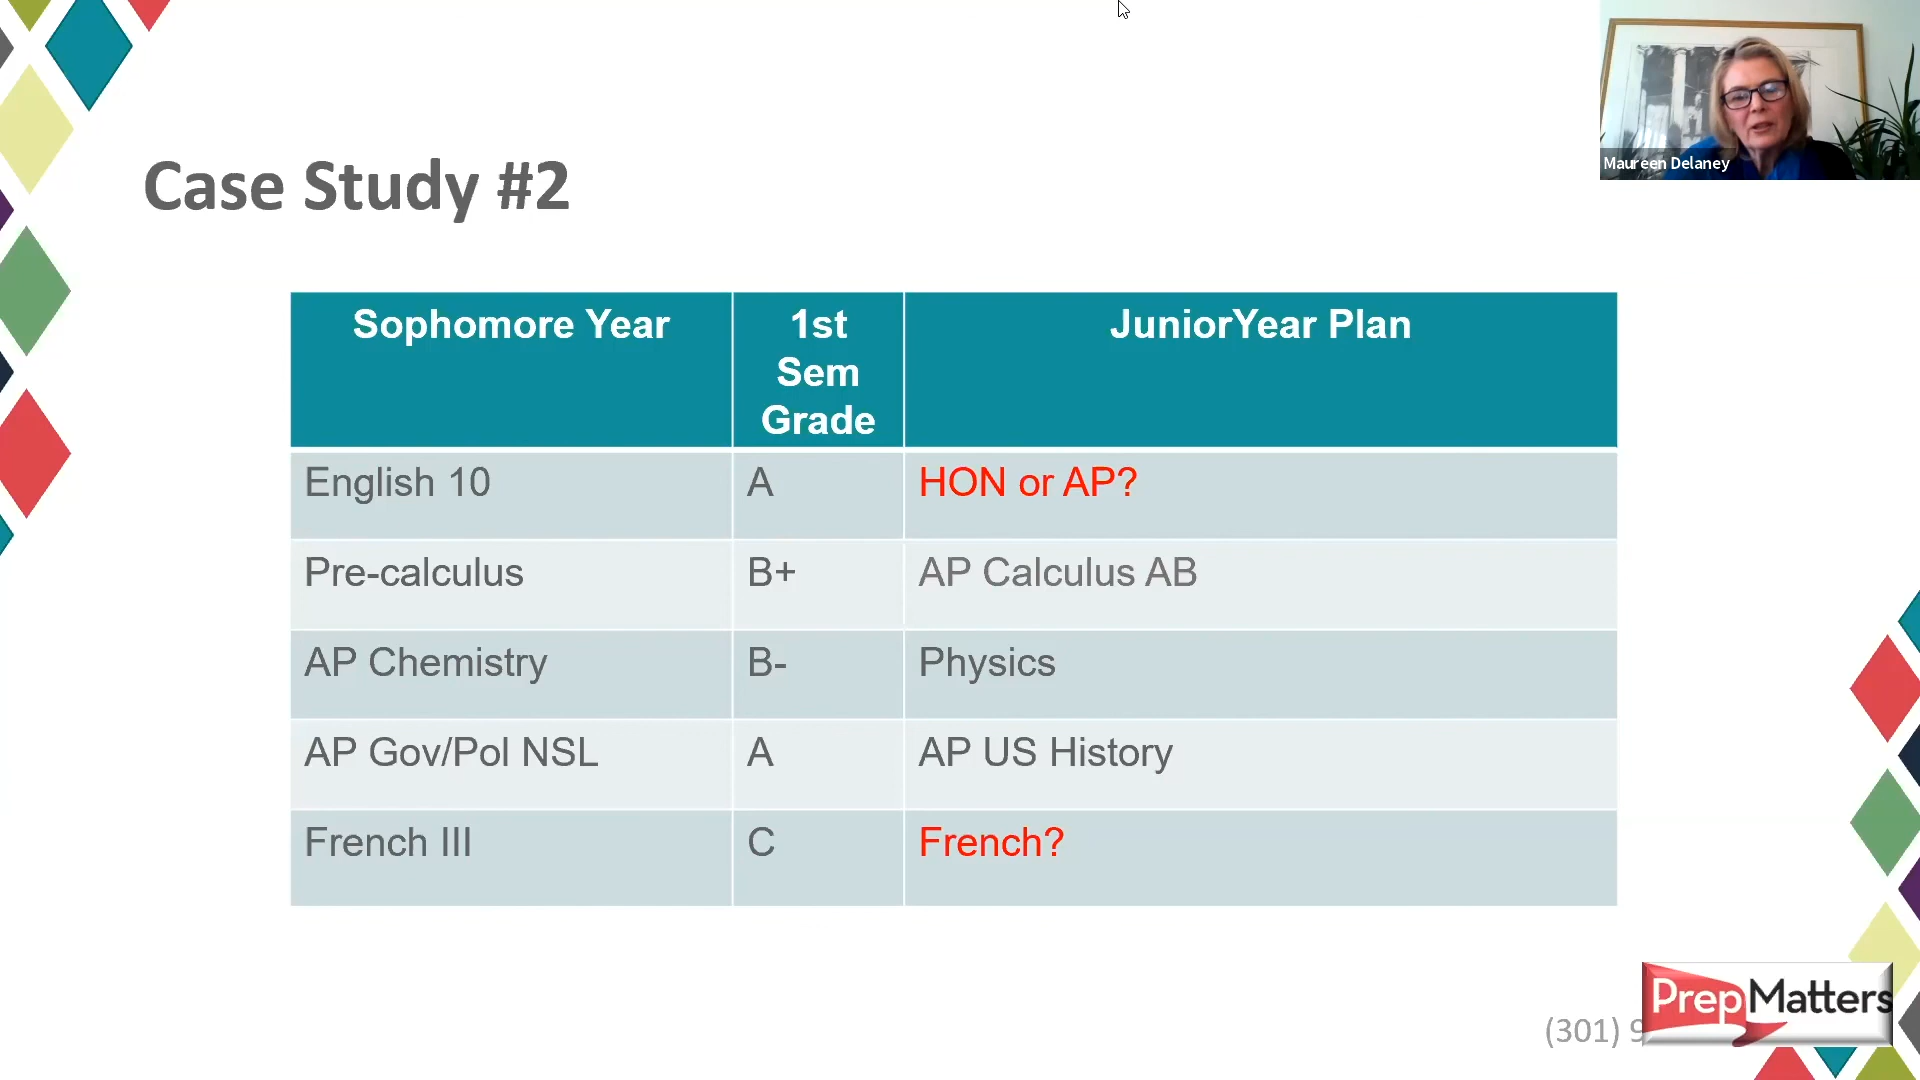 Maureen Delaney
Case Study #2
Sophomore Year
1st
Sem
Grade
JuniorYear Plan
English 10
A
HON or AP?
Pre-calculus
B+
AP Calculus AB
AP Chemistry
B-
Physics
AP Gov/Pol NSL
A
AP US History
French III
C
French?
(301) 9
PrepMatters